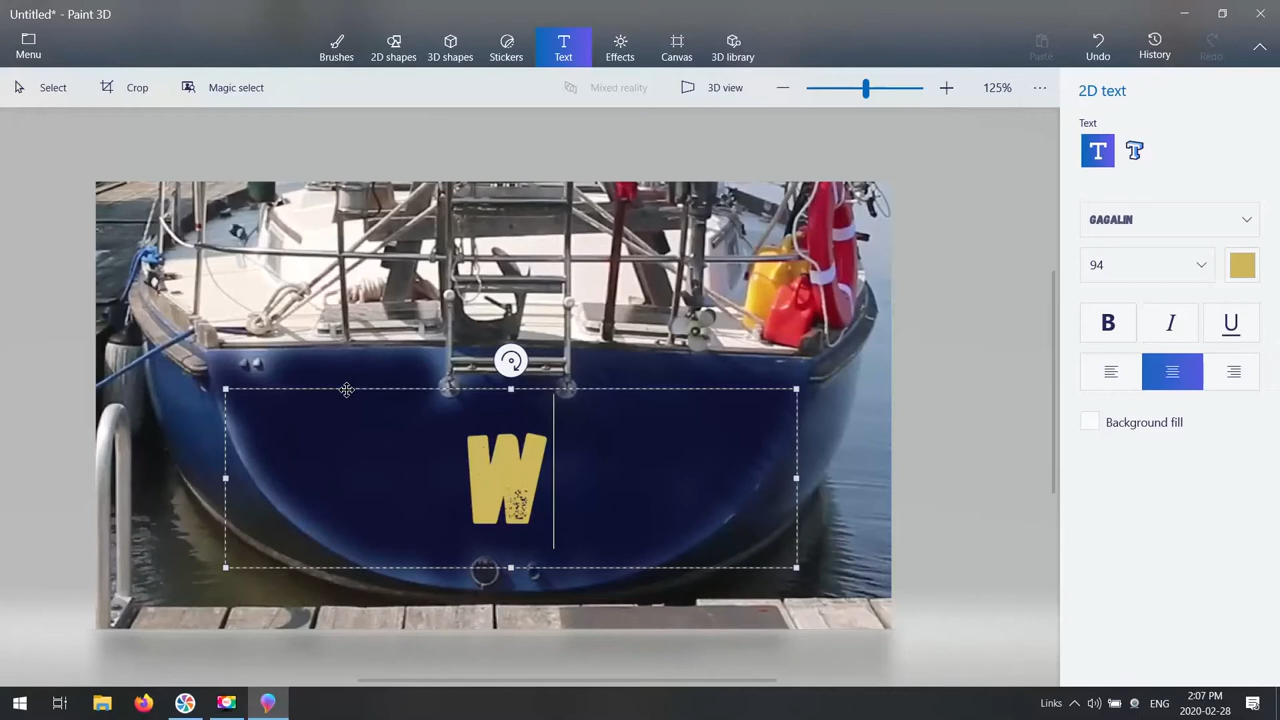 Untitled* - Paint 3D
Menu
Brushes
2D shapes
3D shapes
Stickers
Text
Effects
Canvas
3D library
Paste
Undo
History
Redo
Select
Crop
Magic select
Mixed reality
3D view
125%
2D text
Text
GAGALIN
94
B I U
Background fill
W
Links
ENG
2:07 PM
2020-02-28